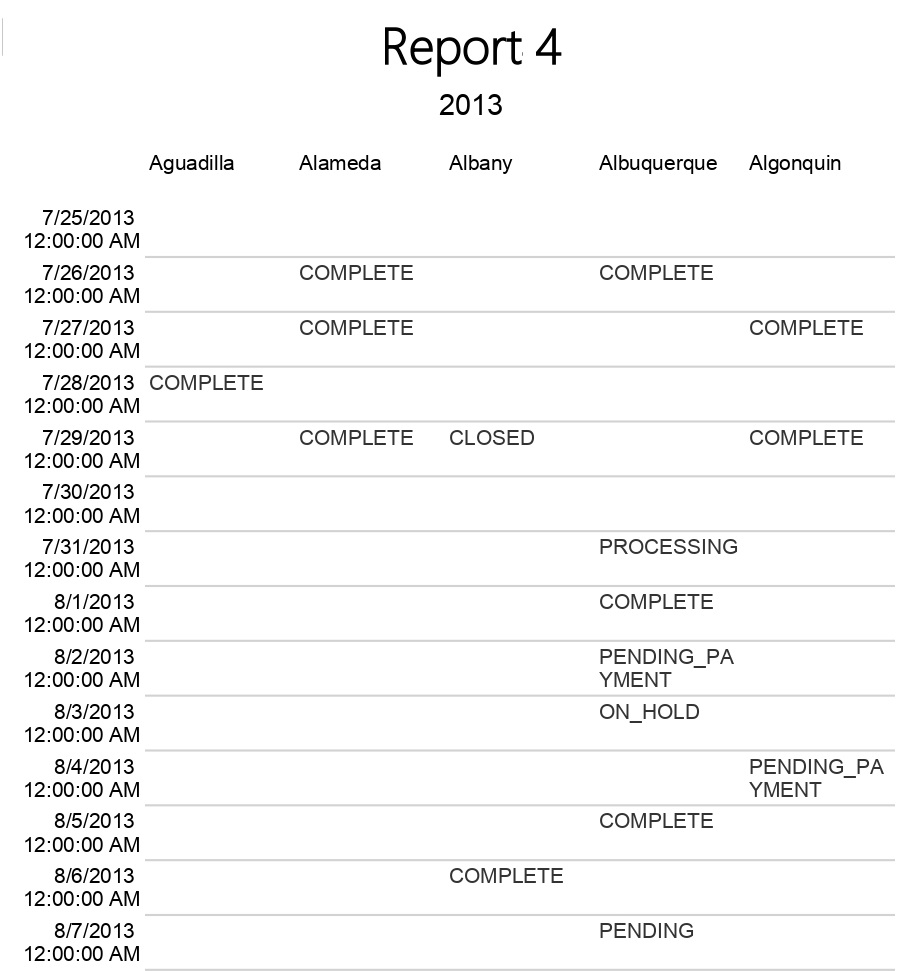 Report 4
2013
Aguadilla Alameda Albany Albuquerque Algonquin
7/25/2013
12:00:00 AM
7/26/2013 COMPLETE COMPLETE
12:00:00 AM
7/27/2013 COMPLETE COMPLETE
12:00:00 AM
7/28/2013 COMPLETE
12:00:00 AM
7/29/2013 COMPLETE CLOSED COMPLETE
12:00:00 AM
7/30/2013
12:00:00 AM
7/31/2013 PROCESSING
12:00:00 AM
8/1/2013 COMPLETE
12:00:00 AM
8/2/2013 PENDING_PA
12:00:00 AM YMENT
8/3/2013 ON_HOLD
12:00:00 AM
8/4/2013 PENDING_PA
12:00:00 AM YMENT
8/5/2013 COMPLETE
12:00:00 AM
8/6/2013 COMPLETE
12:00:00 AM
8/7/2013 PENDING
12:00:00 AM